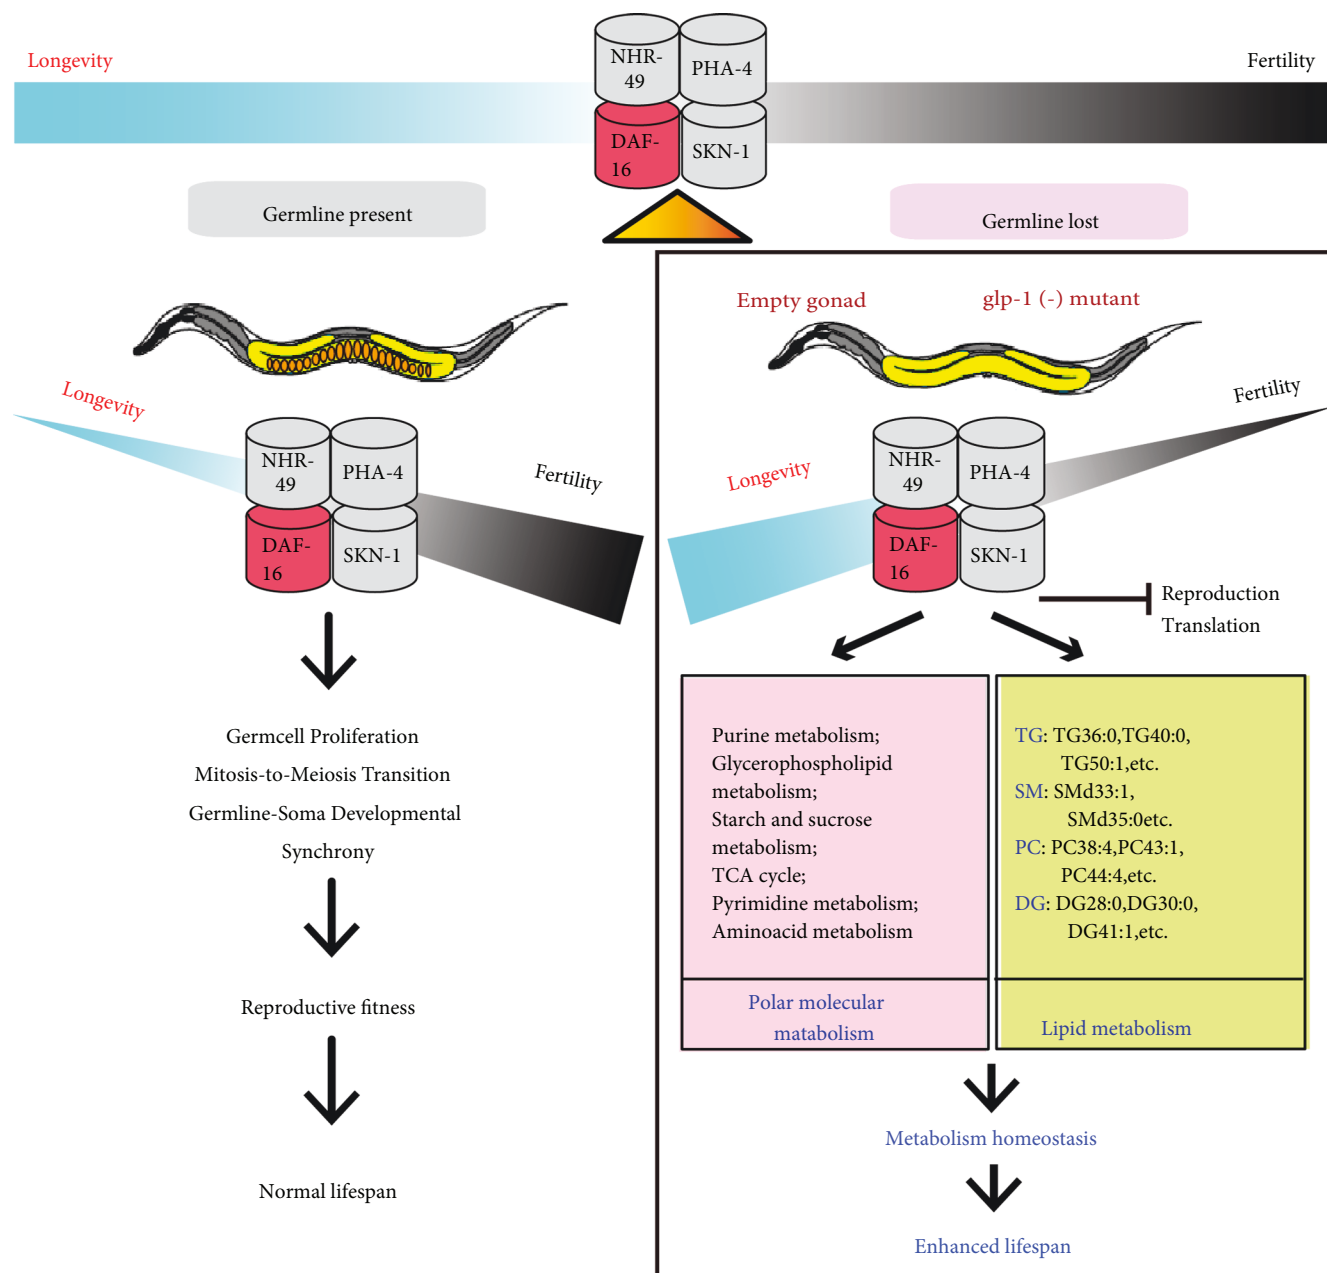 Longevity
NHR-
49
PHA-4
DAF-
16
SKN-1
Fertility
Germline present
Germline lost
Longevity
NHR-
49
PHA-4
DAF-
16
SKN-1
Fertility
Germcell Proliferation
Mitosis-to-Meiosis Transition
Germline-Soma Developmental
Synchrony
Reproductive fitness
Normal lifespan
Empty gonad
glp-1 (-) mutant
Longevity
NHR-
49
PHA-4
DAF-
16
SKN-1
Fertility
Reproduction
Translation
Purine metabolism;
Glycerophospholipid
metabolism;
Starch and sucrose
metabolism;
TCA cycle;
Pyrimidine metabolism;
Aminoacid metabolism
Polar molecular
matabolism
TG: TG36:0,TG40:0,
TG50:1,etc.
SM: SMd33:1,
SMd35:0etc.
PC: PC38:4,PC43:1,
PC44:4,etc.
DG: DG28:0,DG30:0,
DG41:1,etc.
Lipid metabolism
Metabolism homeostasis
Enhanced lifespan